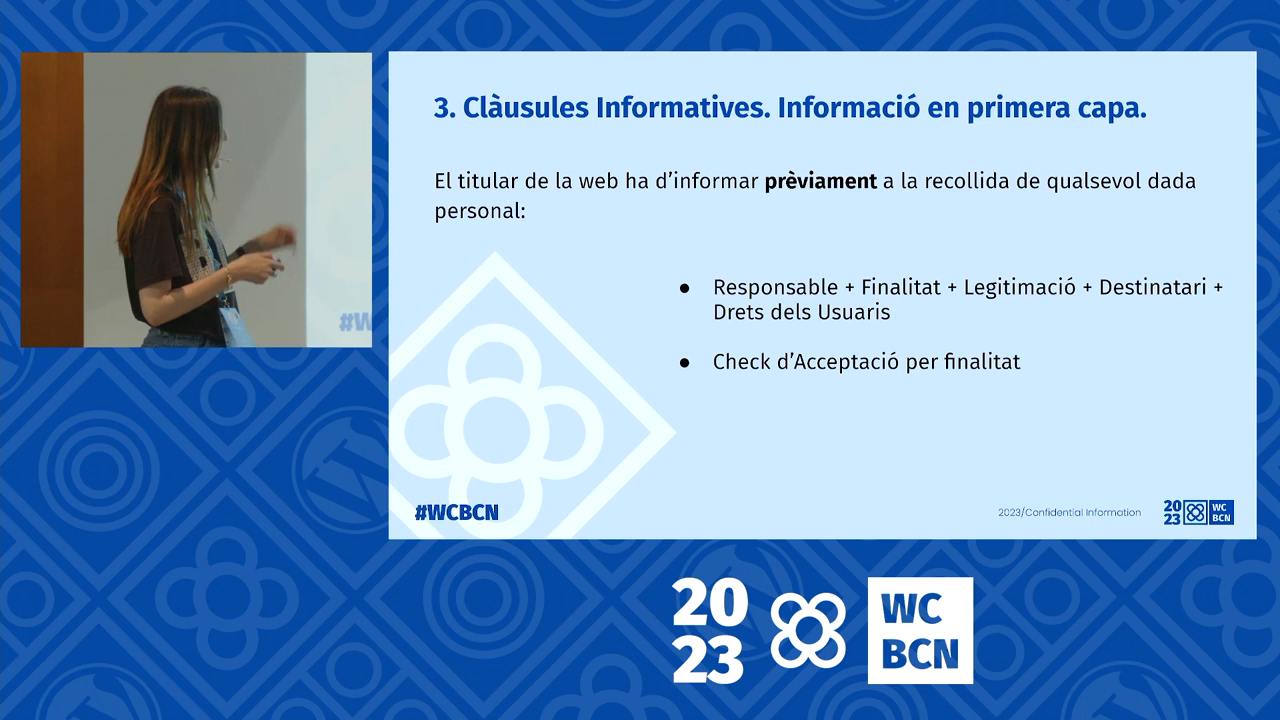 3. Clàusules Informatives. Informació en primera capa.
El titular de la web ha d’informar prèviament a la recollida de qualsevol dada
personal:
● Responsable + Finalitat + Legitimació + Destinatari +
Drets dels Usuaris
● Check d’Acceptació per finalitat
#W
#WCBCN
2023/Confidential Information
20
23
WC
BCN
20
23
WC
BCN